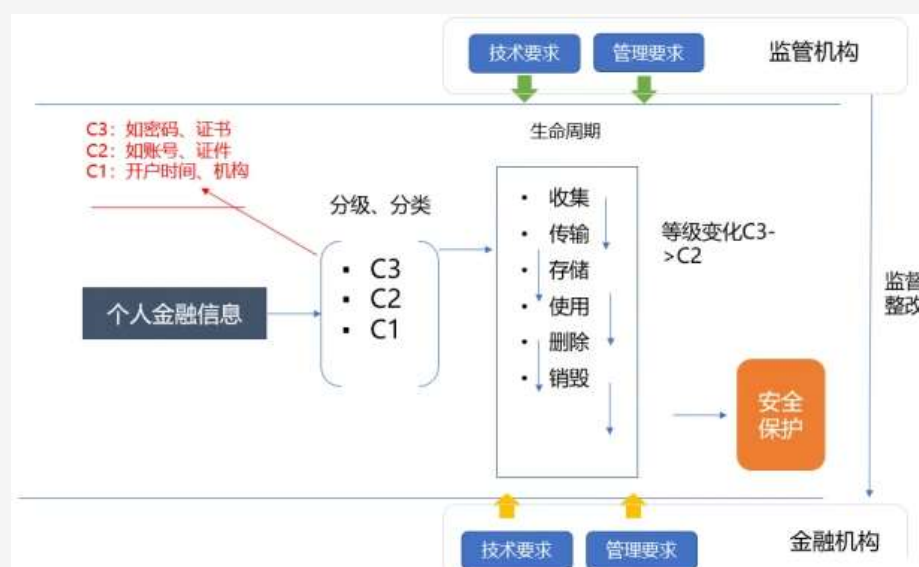 技术要求
管理要求
监管机构
C3：如密码、证书
C2：如账号、证件
C1：开户时间、机构
生命周期
分级、分类
• 收集
• 传输
• 存储
• 使用
• 删除
• 销毁
等级变化C3-
>C2
▪ C3
▪ C2
▪ C1
个人金融信息
监督
整改
安全
保护
技术要求
管理要求
金融机构